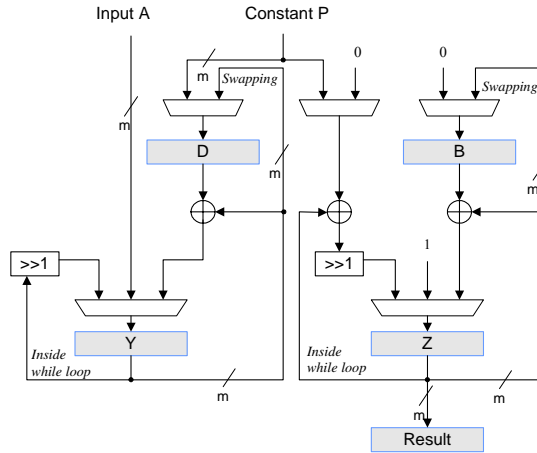 Input A
Constant P
0
0
m
Swapping
Swapping
m
D
B
m
m
>>1
>>1
1
Y
Z
Inside
while loop
Inside
while loop
m
m
m
Result